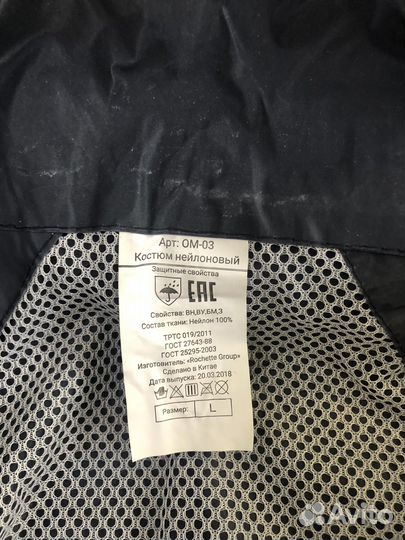 Арт: ОМ-03
Костюм нейлоновый
Защитные свойства
EAC
Свойства: ВН,ВУ,БМ,З
Состав ткани: Нейлон 100%
ТРТС 019/2011
ГОСТ 27643-88
ГОСТ 25295-2003
Изготовитель: «Rochette Group»
Сделано в Китае
Дата выпуска: 20.03.2018
Размер: L
Avito